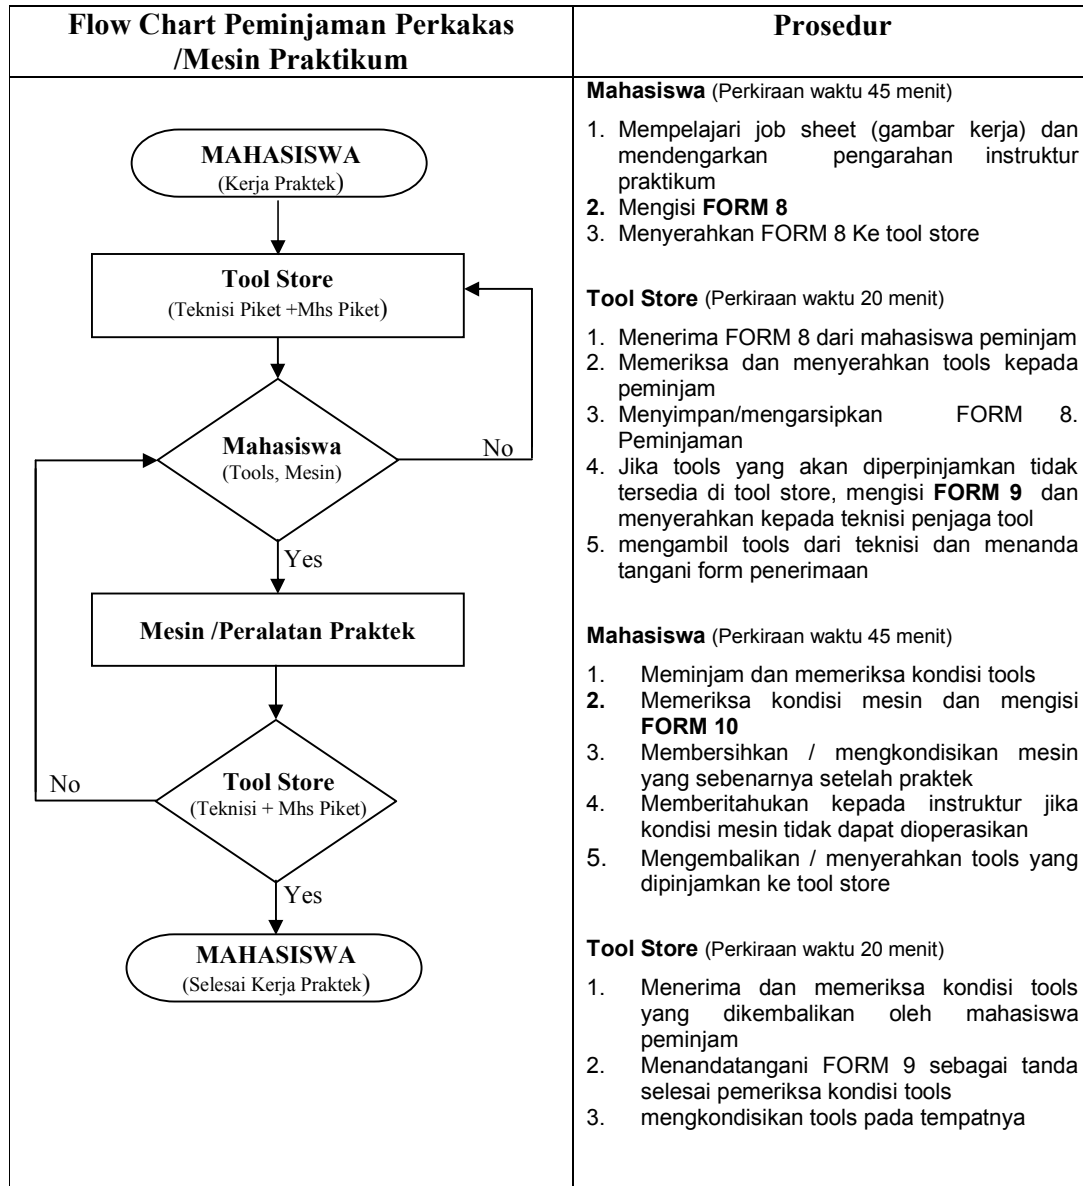 Flow Chart Peminjaman Perkakas
/Mesin Praktikum
MAHASISWA
(Kerja Praktek)
Tool Store
(Teknisi Piket +Mhs Piket)
Mahasiswa
(Tools, Mesin)
No
Yes
Mesin /Peralatan Praktek
No
Tool Store
(Teknisi + Mhs Piket)
Yes
MAHASISWA
(Selesai Kerja Praktek)
Prosedur
Mahasiswa (Perkiraan waktu 45 menit)
1. Mempelajari job sheet (gambar kerja) dan
mendengarkan pengarahan instruktur
praktikum
2. Mengisi FORM 8
3. Menyerahkan FORM 8 Ke tool store
Tool Store (Perkiraan waktu 20 menit)
1. Menerima FORM 8 dari mahasiswa peminjam
2. Memeriksa dan menyerahkan tools kepada
peminjam
3. Menyimpan/mengarsipkan FORM 8.
Peminjaman
4. Jika tools yang akan diperpinjamkan tidak
tersedia di tool store, mengisi FORM 9 dan
menyerahkan kepada teknisi penjaga tool
5. mengambil tools dari teknisi dan menanda
tangani form penerimaan
Mahasiswa (Perkiraan waktu 45 menit)
1. Meminjam dan memeriksa kondisi tools
2. Memeriksa kondisi mesin dan mengisi
FORM 10
3. Membersihkan / mengkondisikan mesin
yang sebenarnya setelah praktek
4. Memberitahukan kepada instruktur jika
kondisi mesin tidak dapat dioperasikan
5. Mengembalikan / menyerahkan tools yang
dipinjamkan ke tool store
Tool Store (Perkiraan waktu 20 menit)
1. Menerima dan memeriksa kondisi tools
yang dikembalikan oleh mahasiswa
peminjam
2. Menandatangani FORM 9 sebagai tanda
selesai pemeriksa kondisi tools
3. mengkondisikan tools pada tempatnya